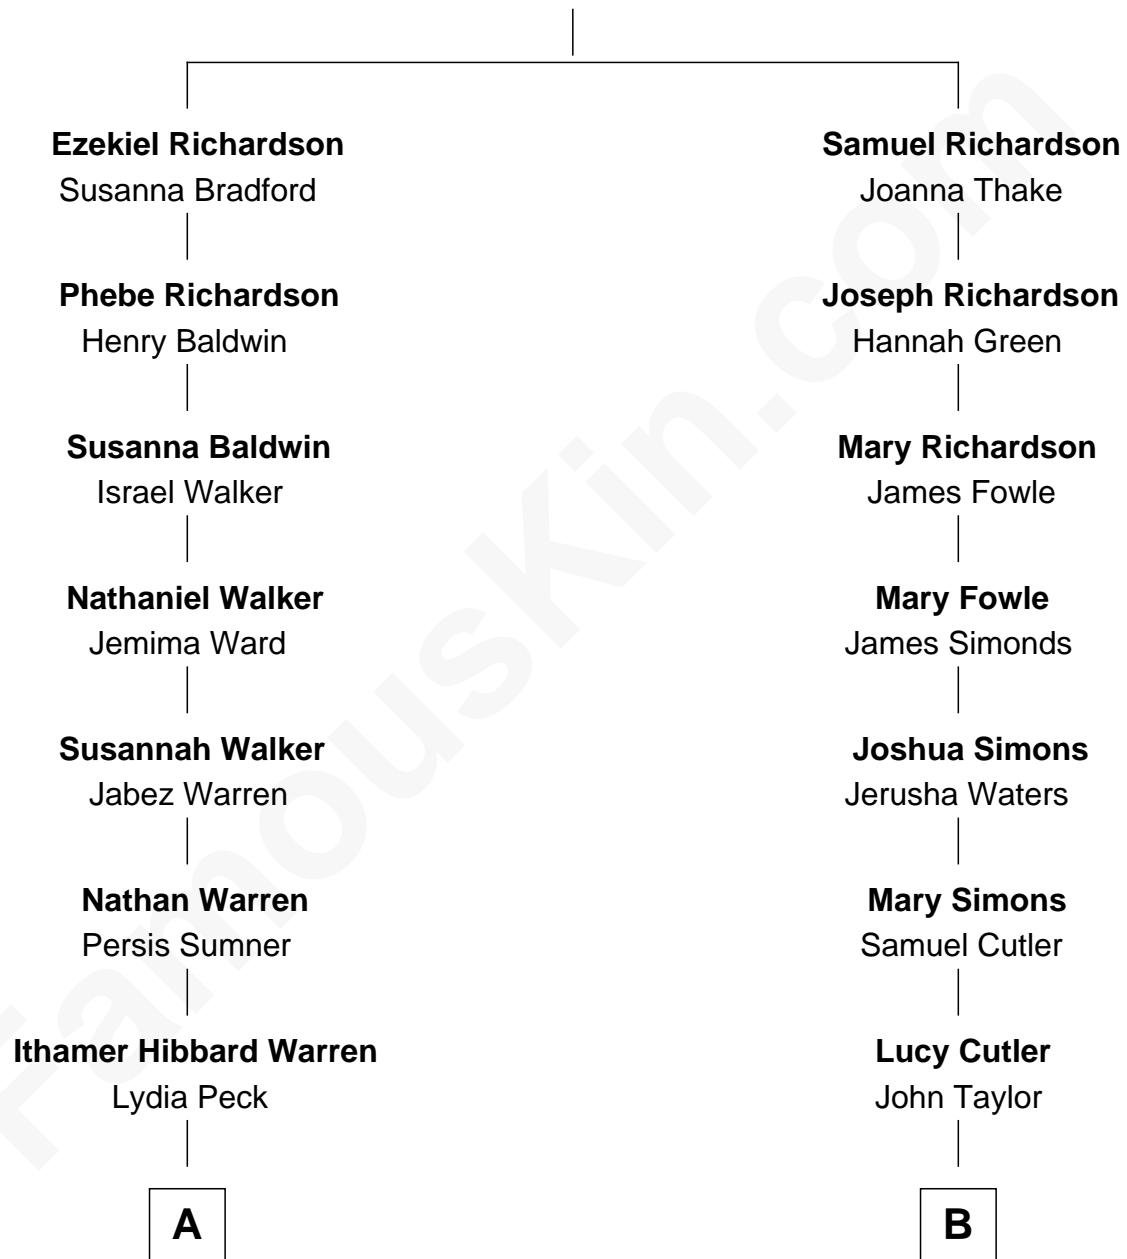 Ezekiel Richardson
Susanna Bradford
Phebe Richardson
Henry Baldwin
Susanna Baldwin
Israel Walker
Nathaniel Walker
Jemima Ward
Susannah Walker
Jabez Warren
Nathan Warren
Persis Sumner
Ithamer Hibbard Warren
Lydia Peck
A
Samuel Richardson
Joanna Thake
Joseph Richardson
Hannah Green
Mary Richardson
James Fowle
Mary Fowle
James Simonds
Joshua Simons
Jerusha Waters
Mary Simons
Samuel Cutler
Lucy Cutler
John Taylor
B
FamousKin.com